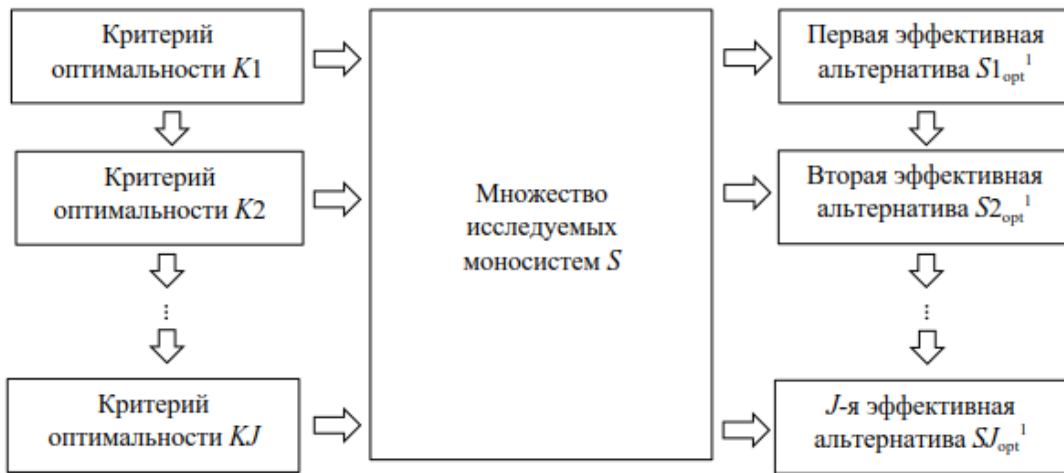 Критерий
оптимальности K1
Первая эффективная
альтернатива S1opt¹
Критерий
оптимальности K2
Множество
исследуемых
моносистем S
Вторая эффективная
альтернатива S2opt¹
...
...
Критерий
оптимальности KJ
J-я эффективная
альтернатива SJopt¹